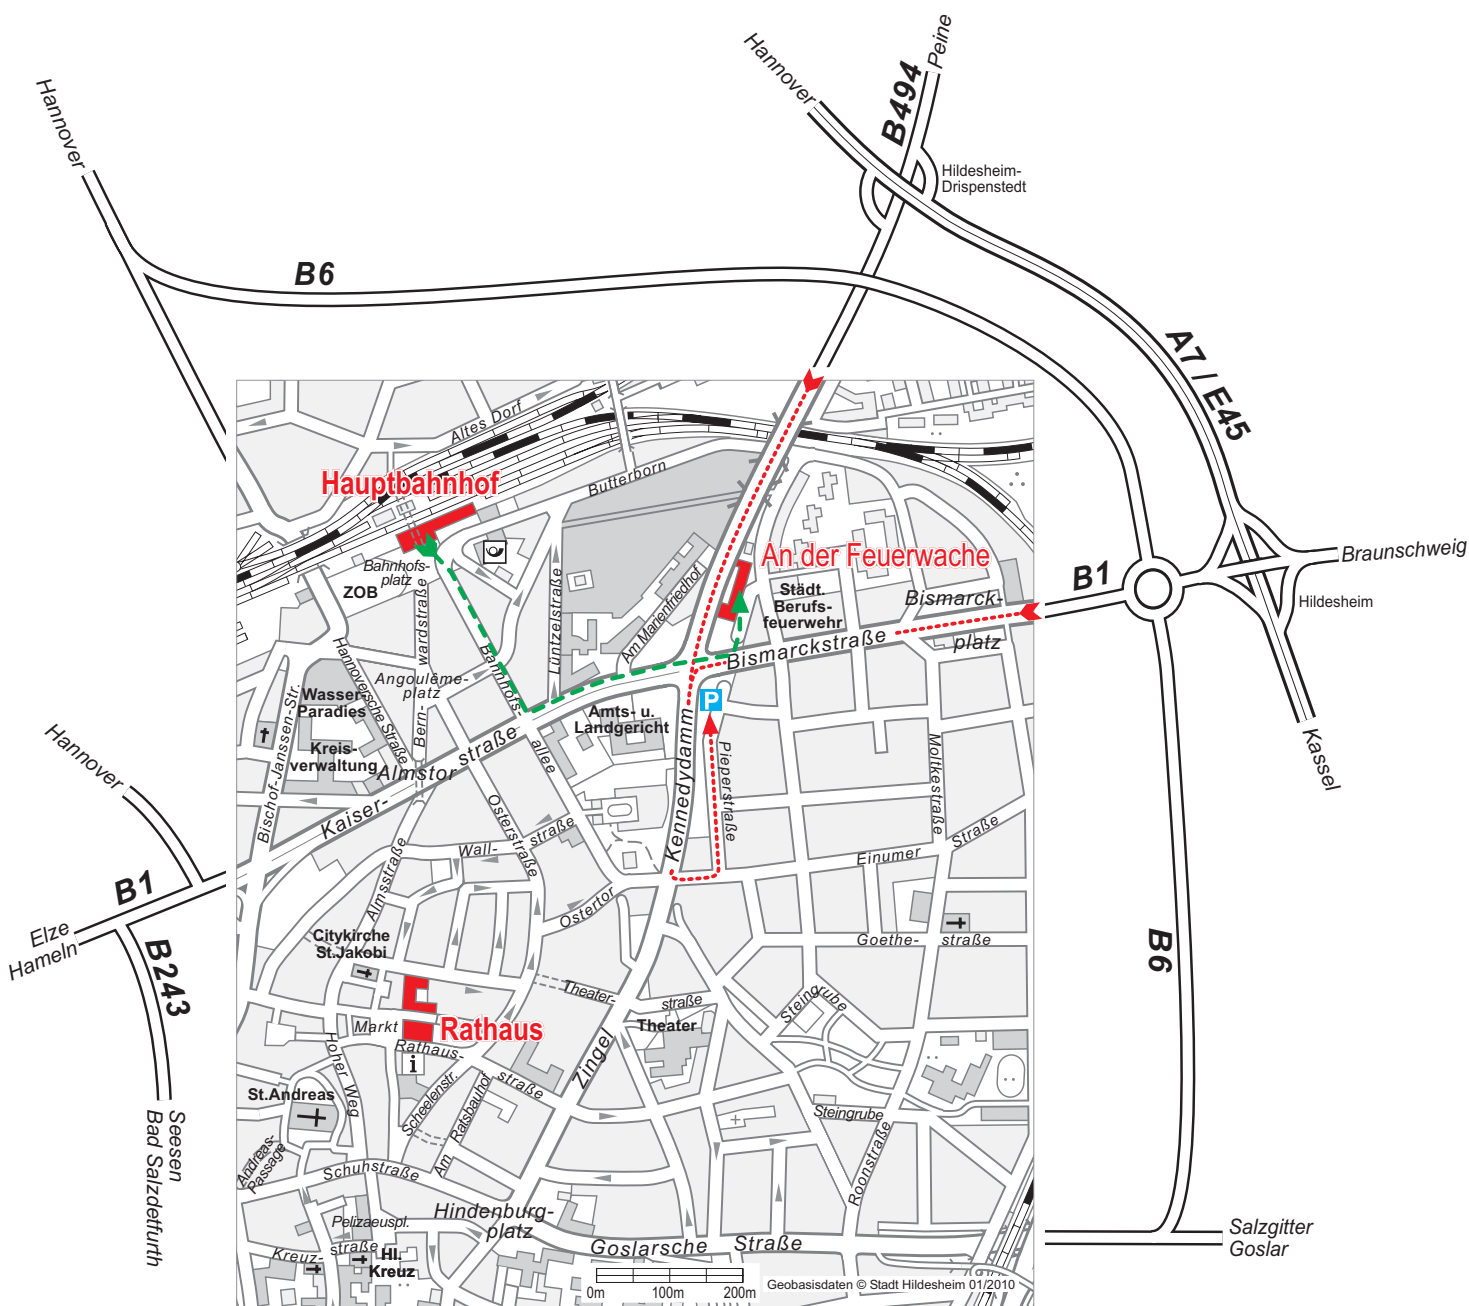 Hannover
Peine
B494
Hannover
Hildesheim-
Drispenstedt
B6
A7 / E45
Altes Dorf
Hauptbahnhof
Butterborn
An der Feuerwache
Braunschweig
Bahnhofs-
platz
ZOB
Am Marienfriedhof
Städt.
Berufs-
feuerwehr
Bismarck-
platz
B1
Hildesheim
Bernwardstraße
Lüntzelstraße
Bismarckstraße
Hannoversche Straße
Angoulême-
platz
Bahnhofs-
allee
Wasser-
Paradies
Bischof-Janssen-Str.
P
Amts- u.
Landgericht
Kreis-
verwaltung
Kaiser-
straße
Almstor
Kennedydamm
Pieperstraße
Moltkestraße
Kassel
Hannover
Osterstraße
Wall-
straße
Almsstraße
Einumer
Straße
B1
Elze
Hameln
Ostertor
Citykirche
St.Jakobi
Goethe-
straße
B243
B6
Theater-
straße
Steingrube
Markt
Rathaus
Theater
Rathaus-
straße
i
Hoher Weg
Zingel
St.Andreas
Scheelenstr.
Am Ratsbauhof
Steingrube
Andreas-
Passage
Roonstraße
Schuhstraße
Seesen
Bad Salzdetfurth
Hindenburg-
platz
Pelizaeuspl.
Salzgitter
Goslar
Kreuz-
straße
Hl.
Kreuz
Goslarsche Straße
0m
100m
200m
Geobasisdaten © Stadt Hildesheim 01/2010